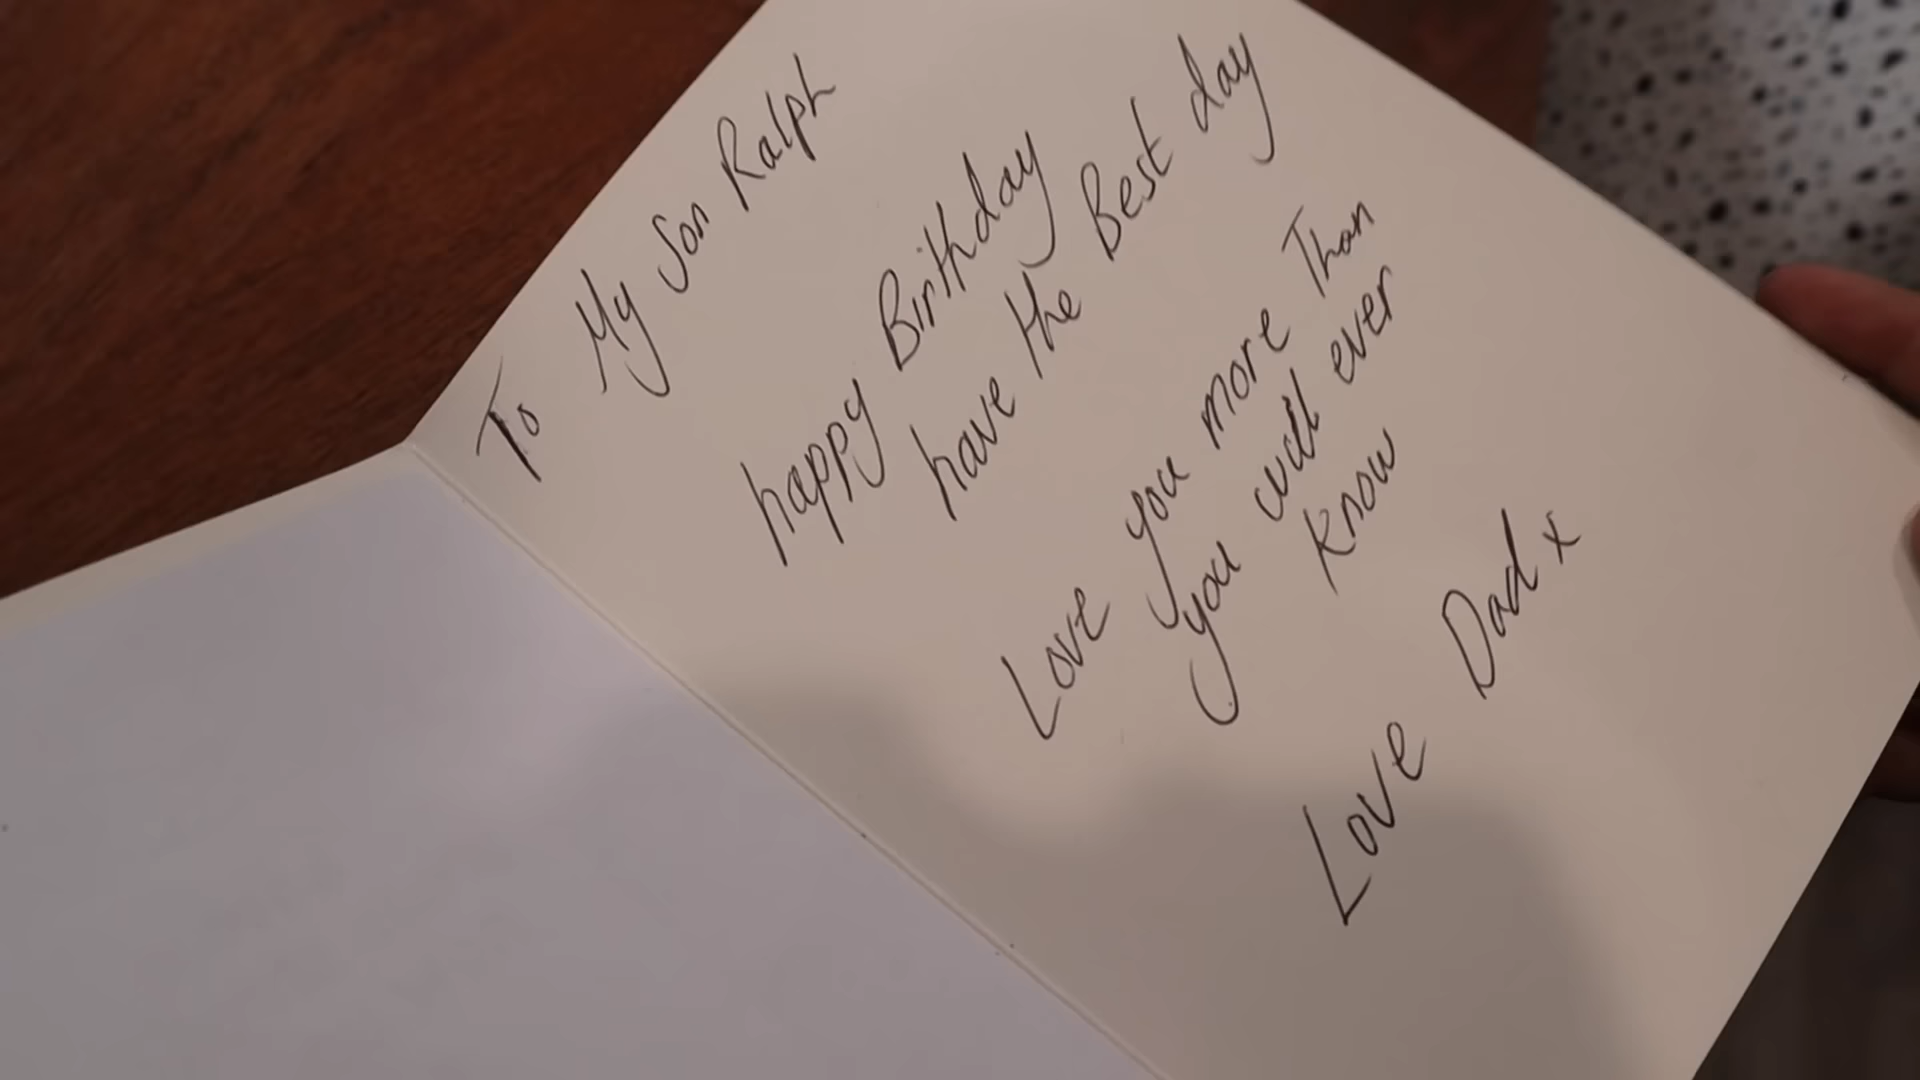 To My Son Ralph
happy Birthday
have the Best day
Love you more Than
you will ever
know
Love Dad x